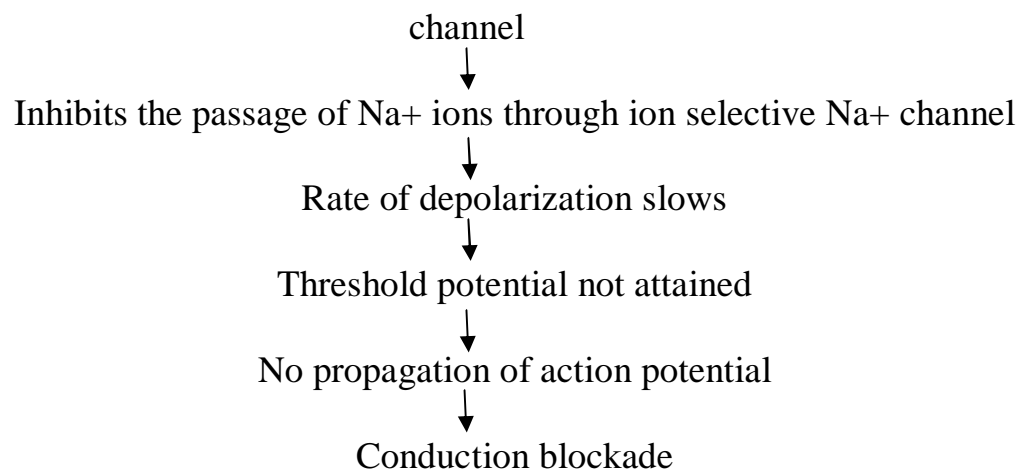 channel
Inhibits the passage of Na+ ions through ion selective Na+ channel
Rate of depolarization slows
Threshold potential not attained
No propagation of action potential
Conduction blockade